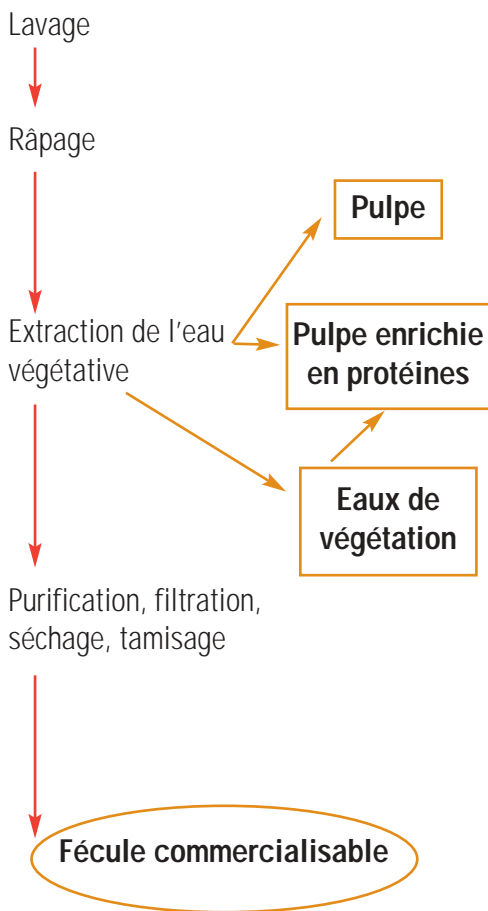 Lavage
Râpage
Pulpe
Extraction de l'eau
végétative
Pulpe enrichie
en protéines
Eaux de
végétation
Purification, filtration,
séchage, tamisage
Fécule commercialisable